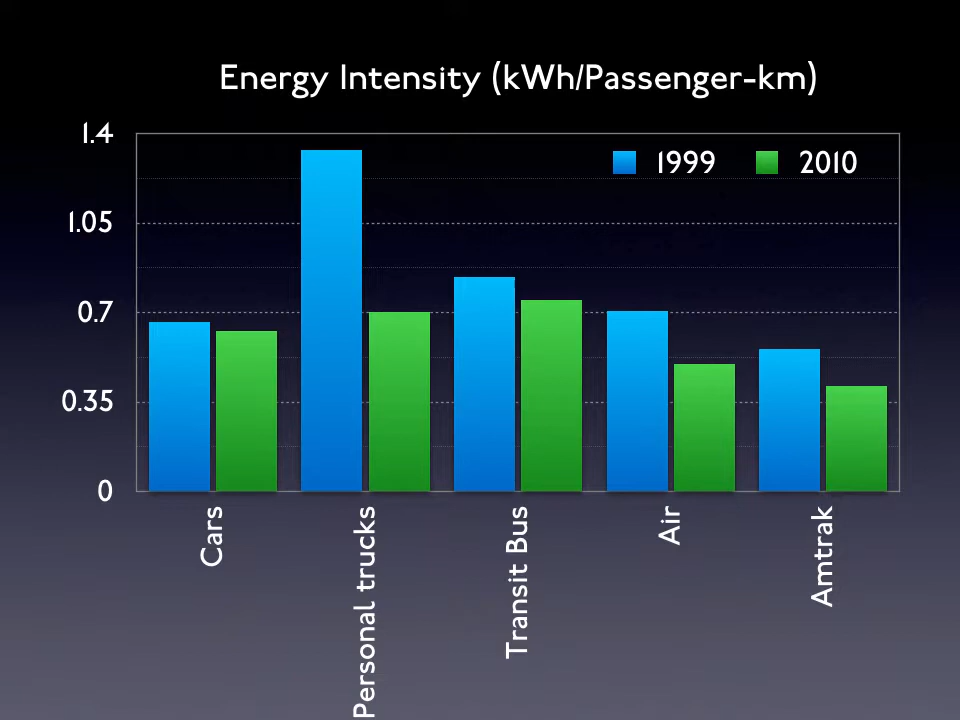 Energy Intensity (kWh/Passenger-km)
1999 2010
1.4
1.05
0.7
0.35
0
Cars
Personal trucks
Transit Bus
Air
Amtrak